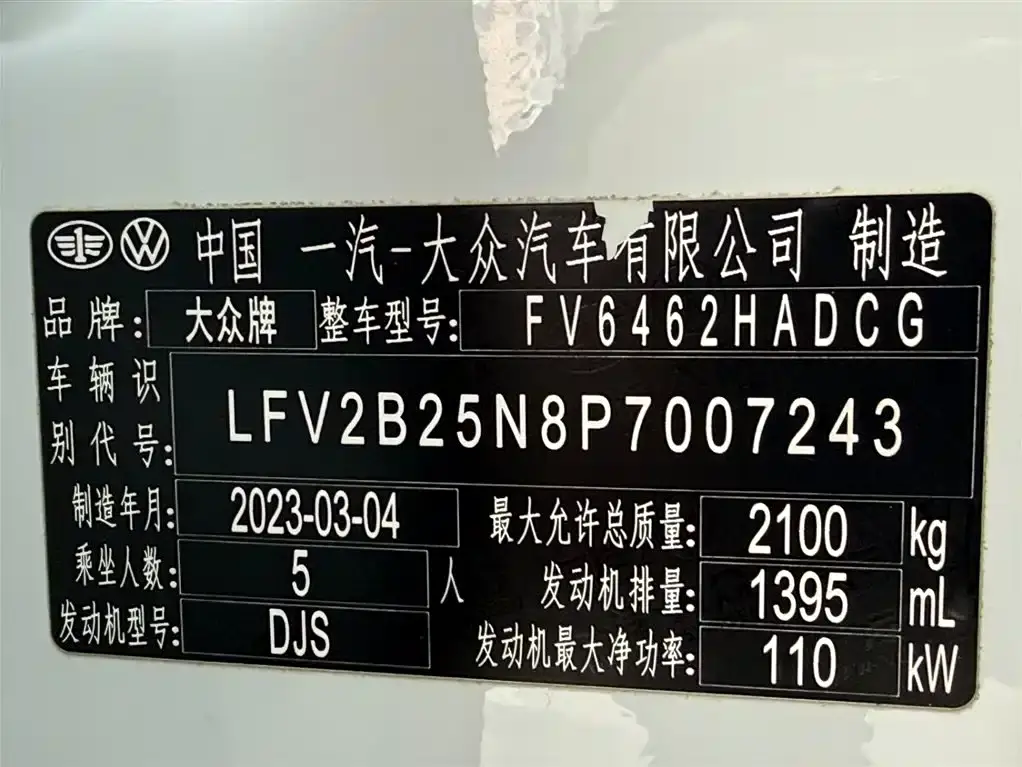 中国 一汽-大众汽车有限公司 制造
品牌: 大众牌 整车型号: FV6462HADCG
车辆识
别代号: LFV2B25N8P7007243
制造年月: 2023-03-04 最大允许总质量: 2100 kg
乘坐人数: 5 人 发动机排量: 1395 mL
发动机型号: DJS 发动机最大净功率: 110 kW